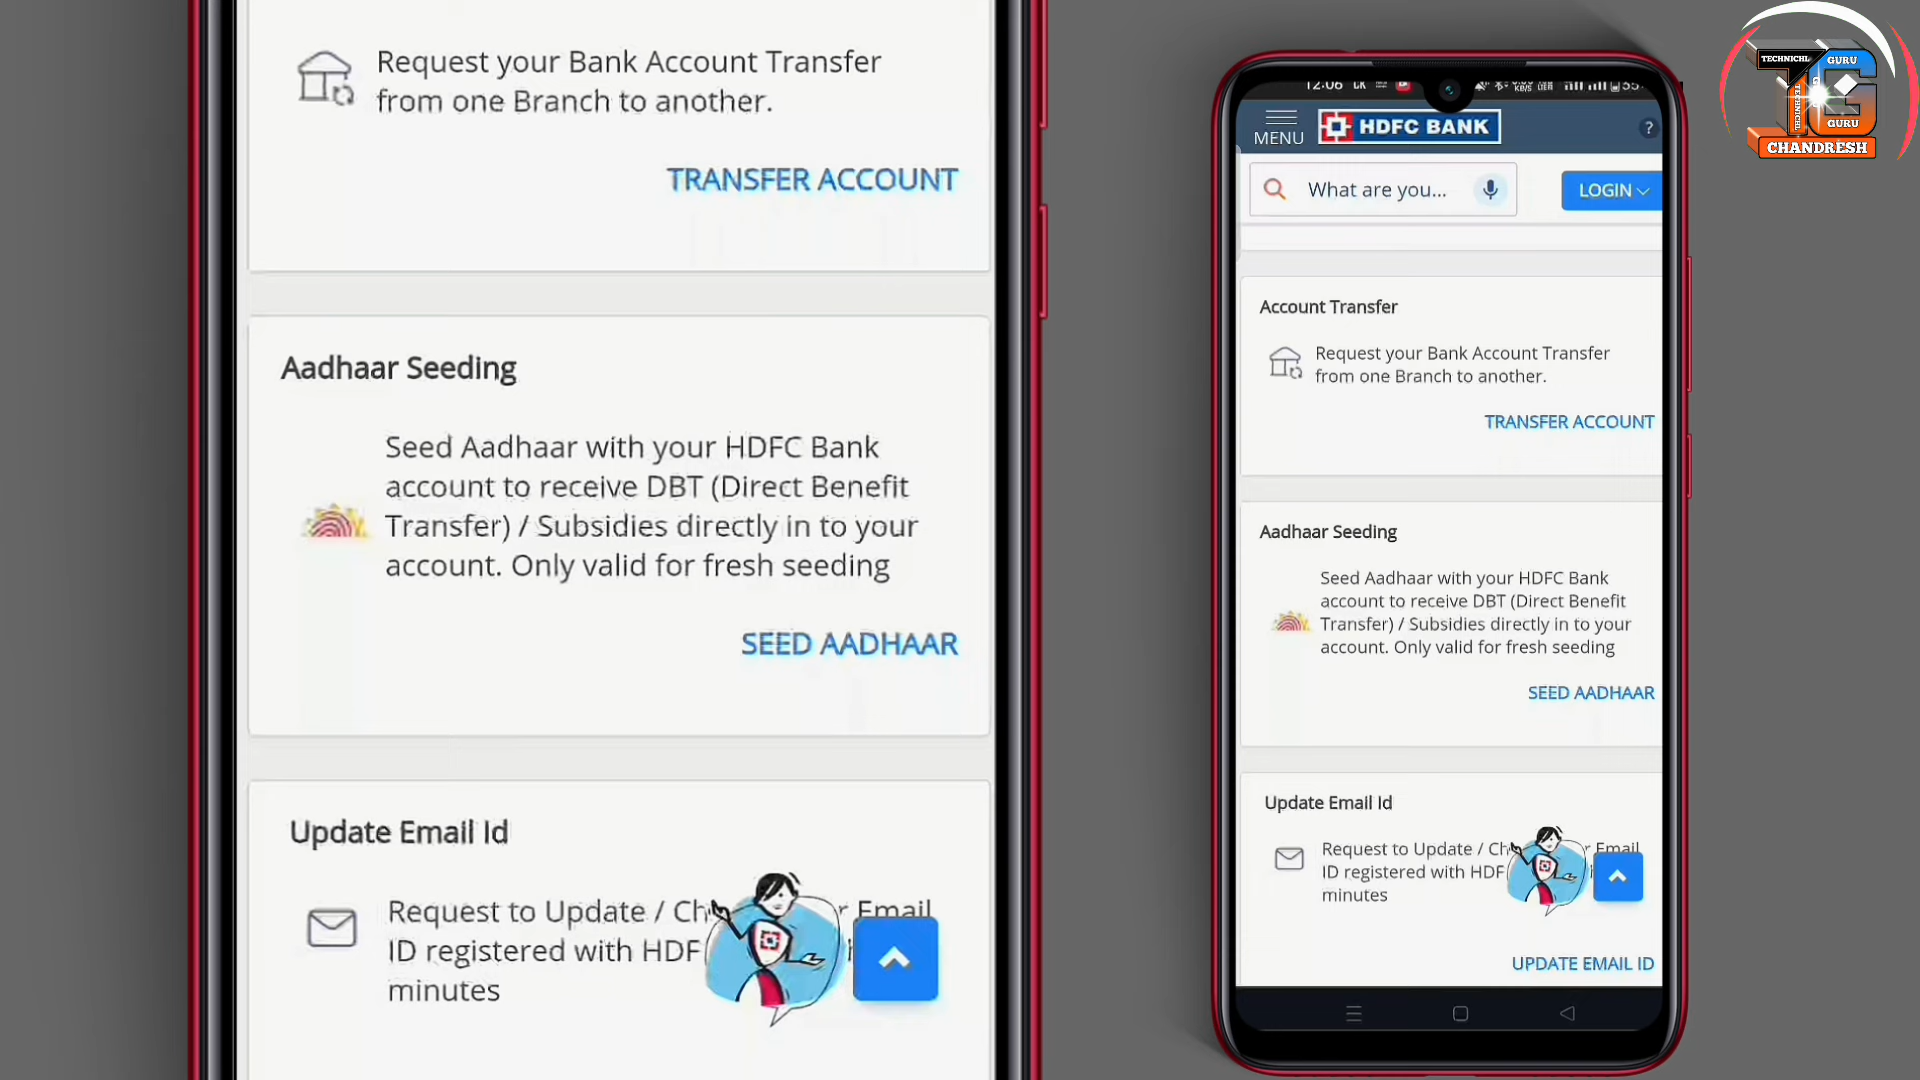 Request your Bank Account Transfer
from one Branch to another.
TRANSFER ACCOUNT
Aadhaar Seeding
Seed Aadhaar with your HDFC Bank
account to receive DBT (Direct Benefit
Transfer) / Subsidies directly in to your
account. Only valid for fresh seeding
SEED AADHAAR
Update Email Id
Request to Update / Ch r Email
ID registered with HDF
minutes
12:06
MENU
HDFC BANK
?
What are you...
LOGIN
Account Transfer
Request your Bank Account Transfer
from one Branch to another.
TRANSFER ACCOUNT
Aadhaar Seeding
Seed Aadhaar with your HDFC Bank
account to receive DBT (Direct Benefit
Transfer) / Subsidies directly in to your
account. Only valid for fresh seeding
SEED AADHAAR
Update Email Id
Request to Update / Ch r Email
ID registered with HDF
minutes
UPDATE EMAIL ID
TECHNICHL
GURU
TECHNICHL
GURU
CHANDRESH